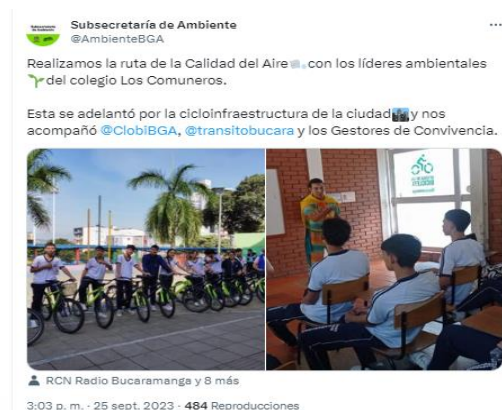 Subsecretaría de Ambiente
@AmbienteBGA
Realizamos la ruta de la Calidad del Aire con los líderes ambientales
del colegio Los Comuneros.
Esta se adelantó por la cicloinfraestructura de la ciudad y nos
acompañó @ClobiBGA, @transitobucara y los Gestores de Convivencia.
RCN Radio Bucaramanga y 8 más
3:03 p. m. · 25 sept. 2023 · 484 Reproducciones